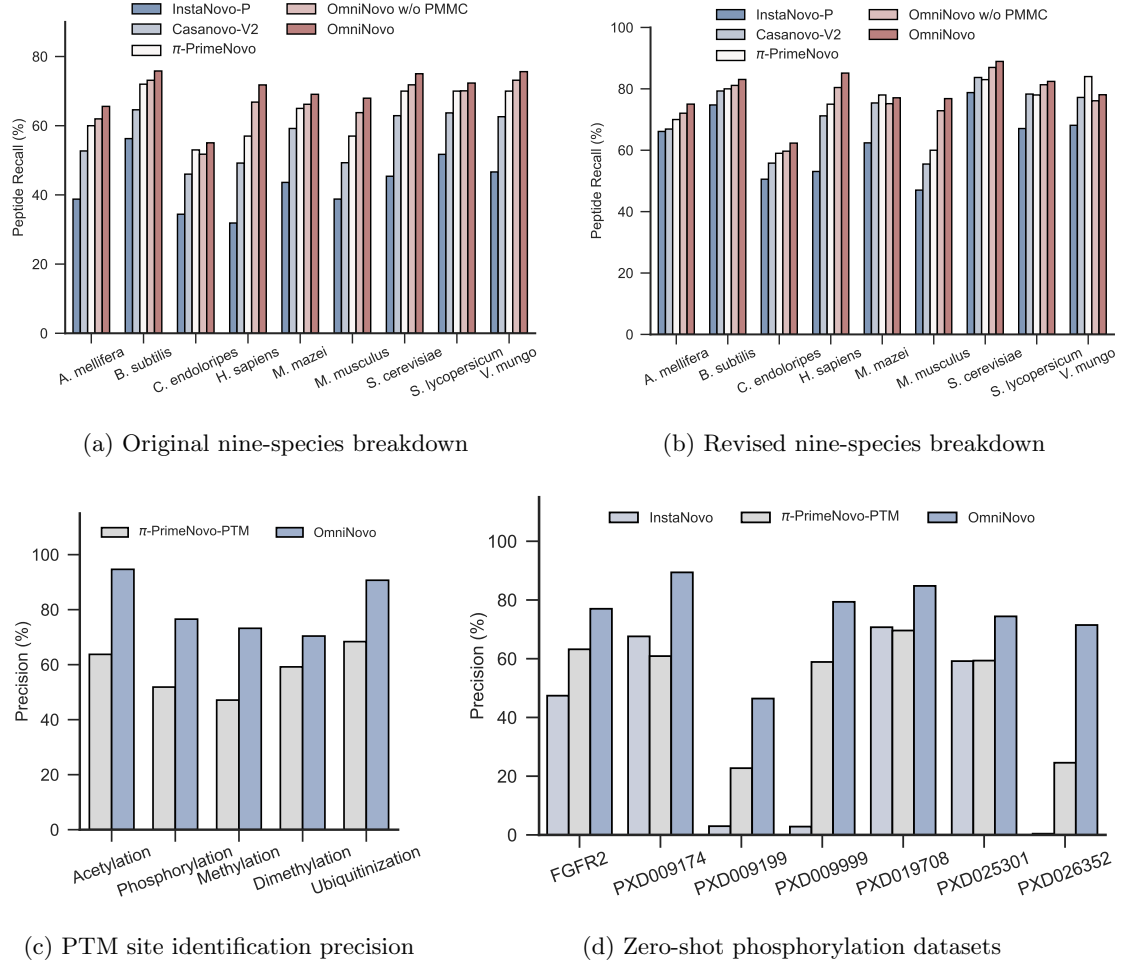 InstaNovo-P
Casanovo-V2
π-PrimeNovo
OmniNovo w/o PMMC
OmniNovo
Peptide Recall (%)
80
60
40
20
0
A. mellifera
B. subtilis
C. endoloripes
H. sapiens
M. mazei
M. musculus
S. cerevisiae
S. lycopersicum
V. mungo
(a) Original nine-species breakdown
InstaNovo-P
Casanovo-V2
π-PrimeNovo
OmniNovo w/o PMMC
OmniNovo
Peptide Recall (%)
100
80
60
40
20
0
A. mellifera
B. subtilis
C. endoloripes
H. sapiens
M. mazei
M. musculus
S. cerevisiae
S. lycopersicum
V. mungo
(b) Revised nine-species breakdown
π-PrimeNovo-PTM
OmniNovo
Precision (%)
100
80
60
40
20
0
Acetylation
Phosphorylation
Methylation
Dimethylation
Ubiquitinization
(c) PTM site identification precision
InstaNovo
π-PrimeNovo-PTM
OmniNovo
Precision (%)
100
80
60
40
20
0
FGFR2
PXD009174
PXD009199
PXD009999
PXD019708
PXD025301
PXD026352
(d) Zero-shot phosphorylation datasets